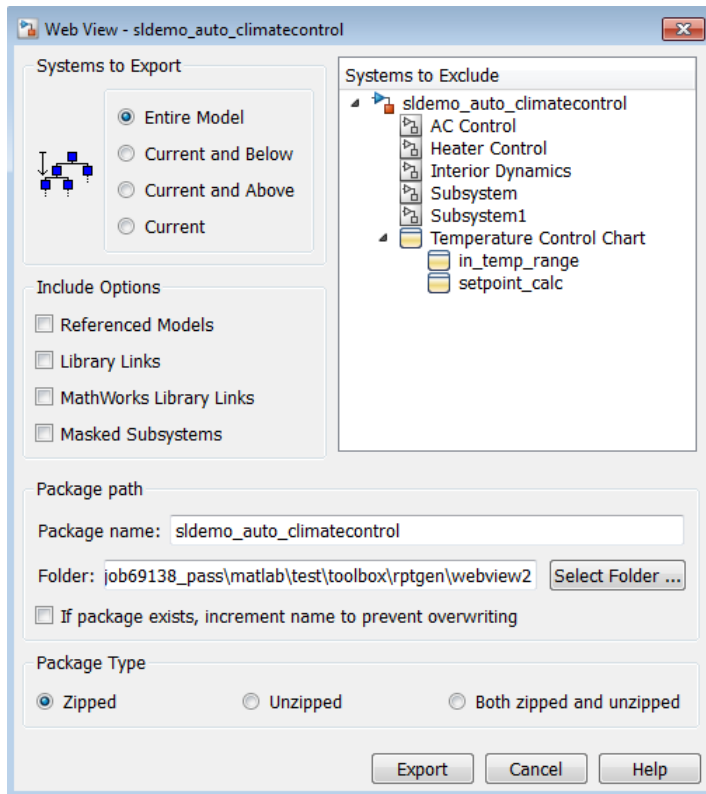 Web View - sldemo_auto_climatecontrol
Systems to Export
Entire Model
Current and Below
Current and Above
Current
Systems to Exclude
sldemo_auto_climatecontrol
AC Control
Heater Control
Interior Dynamics
Subsystem
Subsystem1
Temperature Control Chart
in_temp_range
setpoint_calc
Include Options
Referenced Models
Library Links
MathWorks Library Links
Masked Subsystems
Package path
Package name: sldemo_auto_climatecontrol
Folder: job69138_pass\matlab\test\toolbox\rptgen\webview2 Select Folder ...
If package exists, increment name to prevent overwriting
Package Type
Zipped Unzipped Both zipped and unzipped
Export Cancel Help